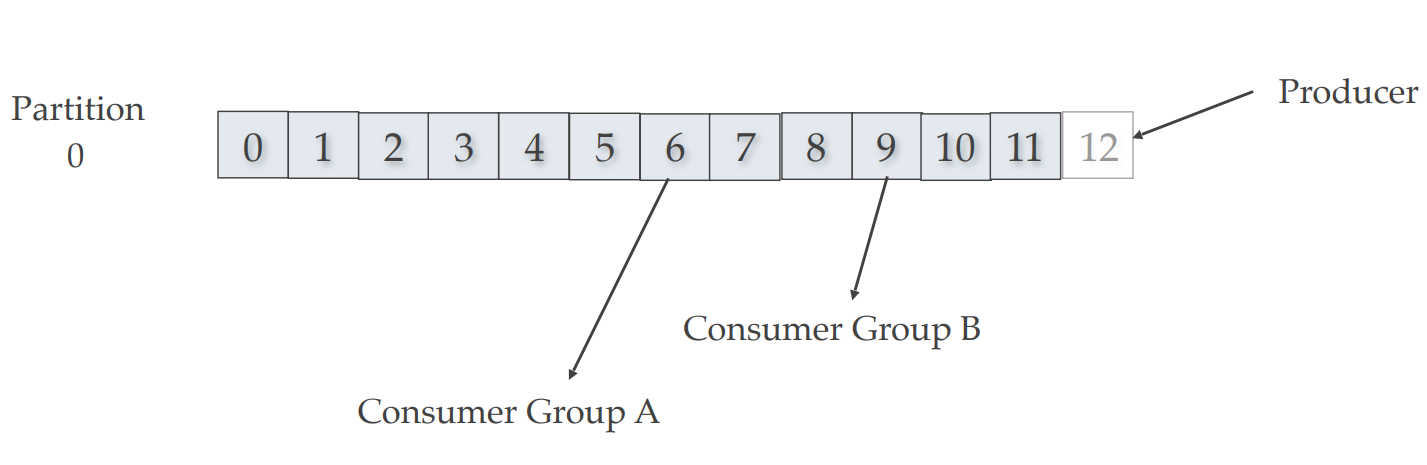 Producer
Partition
0
0 1 2 3 4 5 6 7 8 9 10 11 12
Consumer Group B
Consumer Group A